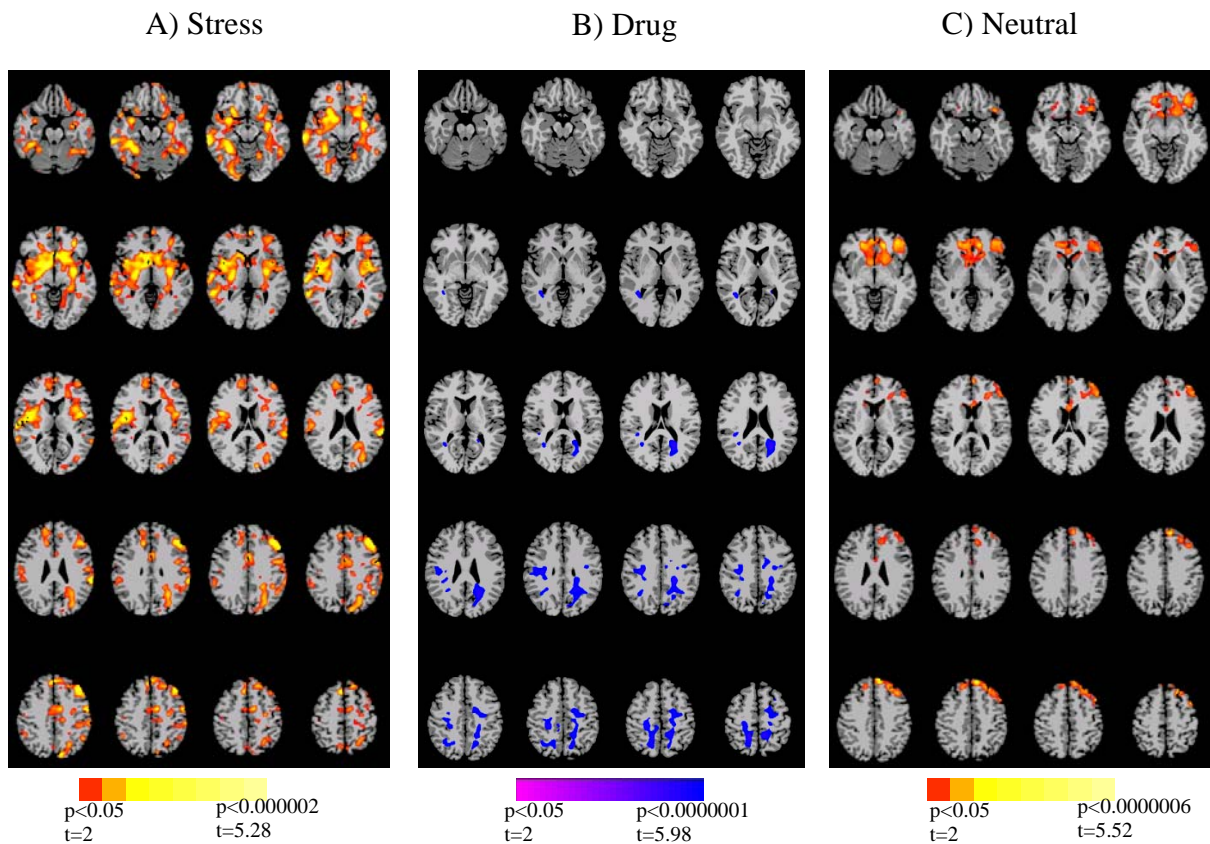 A) Stress
B) Drug
C) Neutral
p<0.05 p<0.000002
t=2 t=5.28
p<0.05 p<0.0000001
t=2 t=5.98
p<0.05 p<0.0000006
t=2 t=5.52